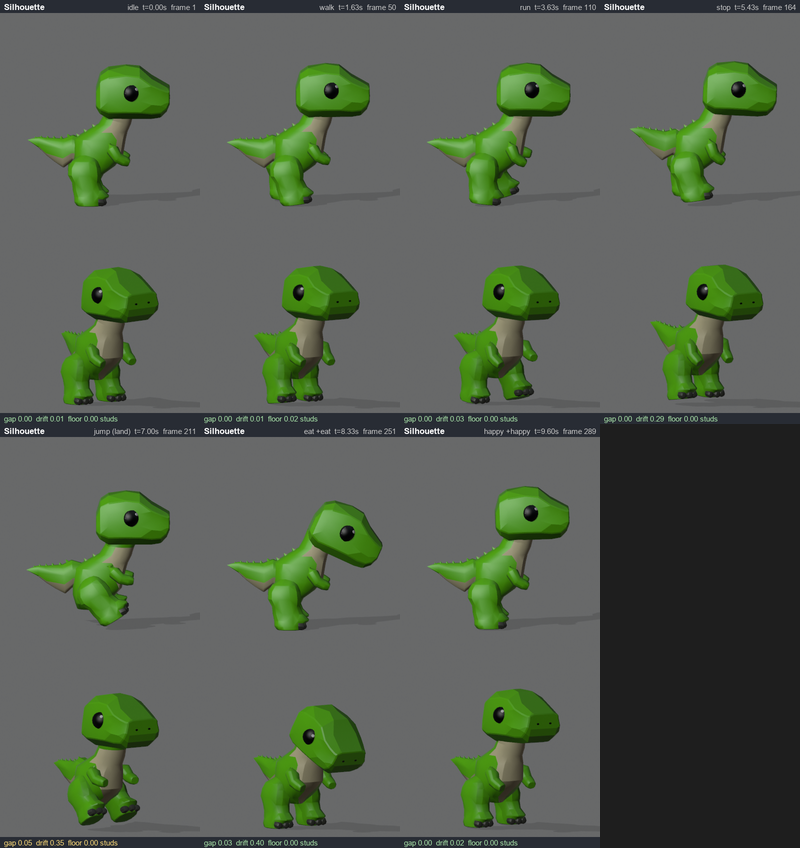 Silhouette idle t=0.00s frame 1
Silhouette walk t=1.63s frame 50
Silhouette run t=3.63s frame 110
Silhouette stop t=5.43s frame 164
gap 0.00 drift 0.01 floor 0.00 studs
gap 0.00 drift 0.01 floor 0.02 studs
gap 0.00 drift 0.03 floor 0.00 studs
gap 0.00 drift 0.29 floor 0.00 studs
Silhouette jump (land) t=7.00s frame 211
Silhouette eat +eat t=8.33s frame 251
Silhouette happy +happy t=9.60s frame 289
gap 0.05 drift 0.35 floor 0.00 studs
gap 0.03 drift 0.40 floor 0.00 studs
gap 0.00 drift 0.02 floor 0.00 studs